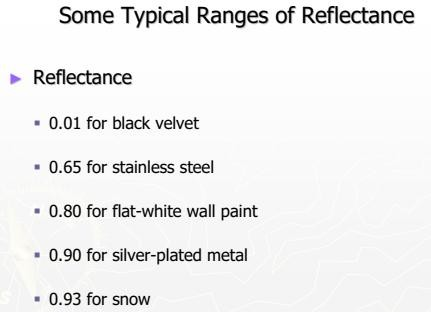 Some Typical Ranges of Reflectance
Reflectance
0.01 for black velvet
0.65 for stainless steel
0.80 for flat-white wall paint
0.90 for silver-plated metal
0.93 for snow